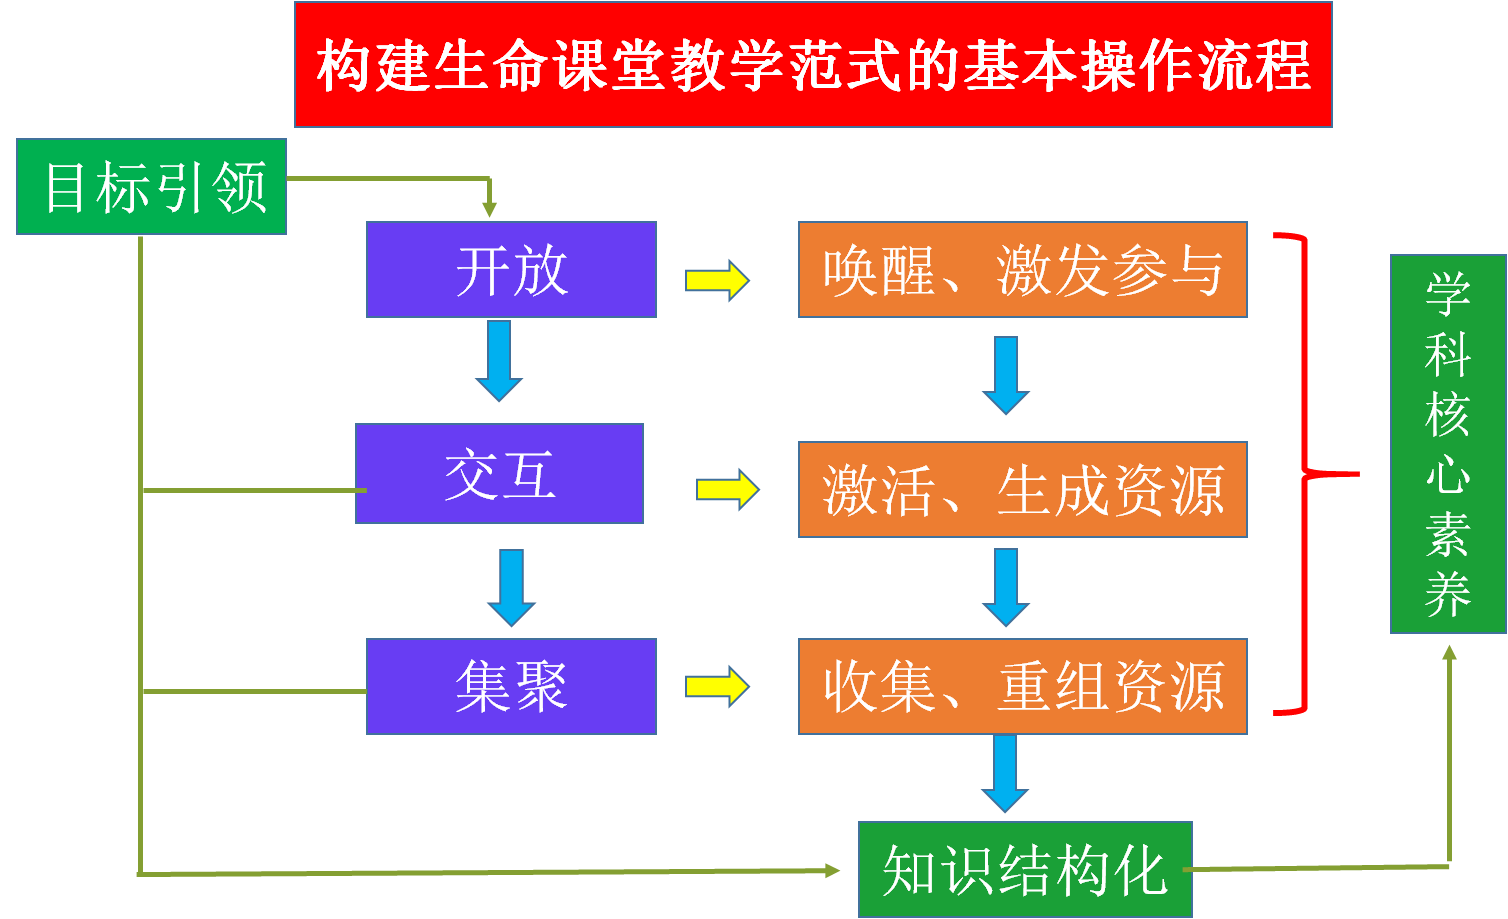 构建生命课堂教学范式的基本操作流程
目标引领
开放
唤醒、激发参与
交互
激活、生成资源
集聚
收集、重组资源
知识结构化
学科核心素养